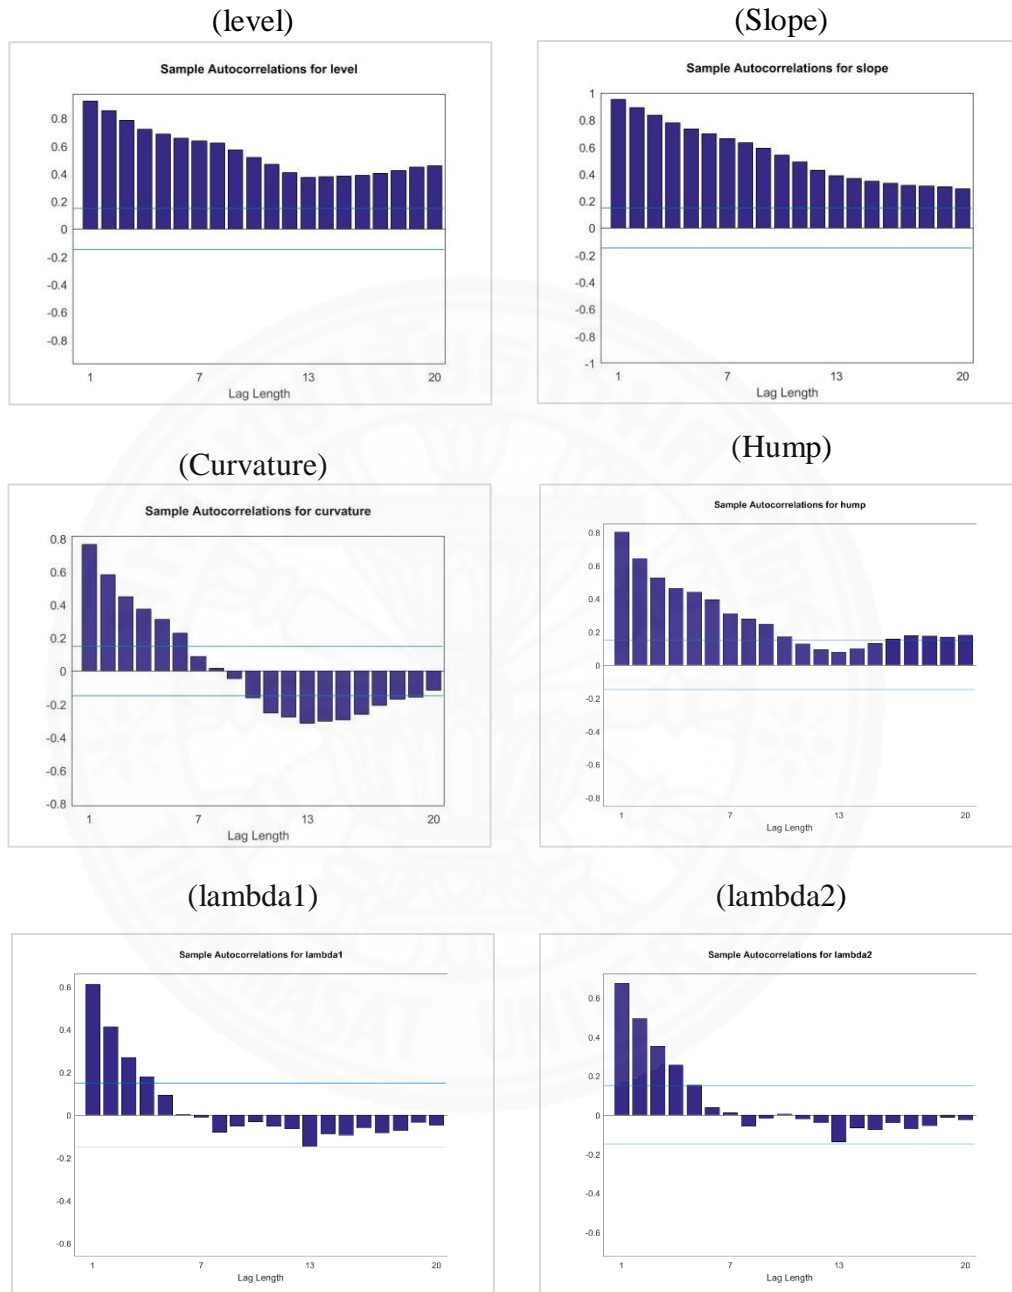 (level)
Sample Autocorrelations for level
0.8
0.6
0.4
0.2
0
-0.2
-0.4
-0.6
-0.8
1 7 13 20
Lag Length
(Slope)
Sample Autocorrelations for slope
1
0.8
0.6
0.4
0.2
0
-0.2
-0.4
-0.6
-0.8
-1
1 7 13 20
Lag Length
(Curvature)
Sample Autocorrelations for curvature
0.8
0.6
0.4
0.2
0
-0.2
-0.4
-0.6
-0.8
1 7 13 20
Lag Length
(Hump)
Sample Autocorrelations for hump
0.8
0.6
0.4
0.2
0
-0.2
-0.4
-0.6
-0.8
1 7 13 20
Lag Length
(lambda1)
Sample Autocorrelations for lambda1
0.6
0.4
0.2
0
-0.2
-0.4
-0.6
1 7 13 20
Lag Length
(lambda2)
Sample Autocorrelations for lambda2
0.6
0.4
0.2
0
-0.2
-0.4
-0.6
1 7 13 20
Lag Length